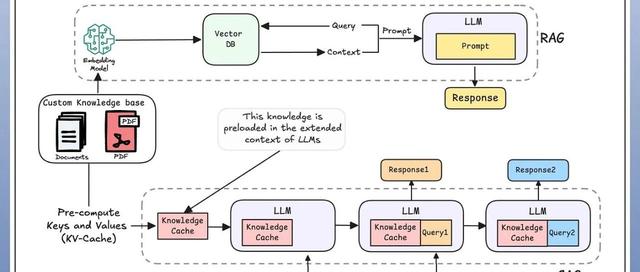 LLM
Query
Prompt
Vector
DB
Prompt
RAG
Context
Embedding
Model
Response
Custom Knowledge base
PDF
Documents
PDF
This knowledge is
preloaded in the extended
context of LLMs
Response1
Response2
Pre-compute
Keys and Values
(KV-Cache)
Knowledge
Cache
LLM
Knowledge
Cache
LLM
Knowledge
Cache
Query1
LLM
Knowledge
Cache
Query2